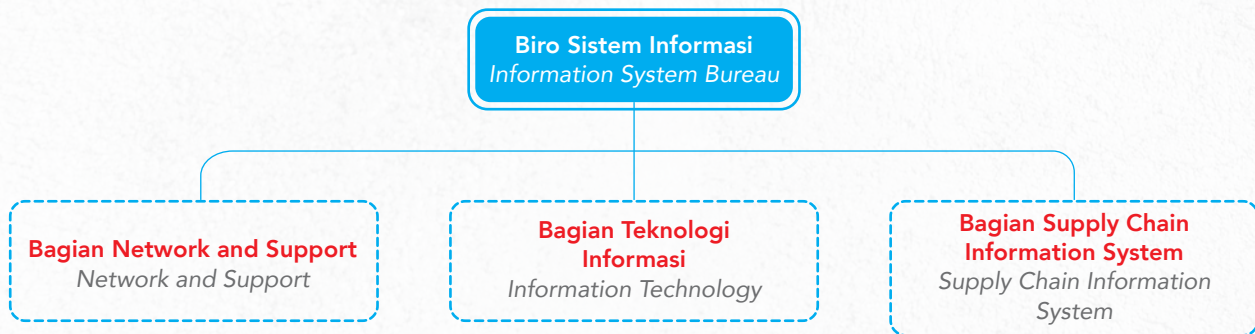 Biro Sistem Informasi
Information System Bureau
Bagian Network and Support
Network and Support
Bagian Teknologi
Informasi
Information Technology
Bagian Supply Chain
Information System
Supply Chain Information
System